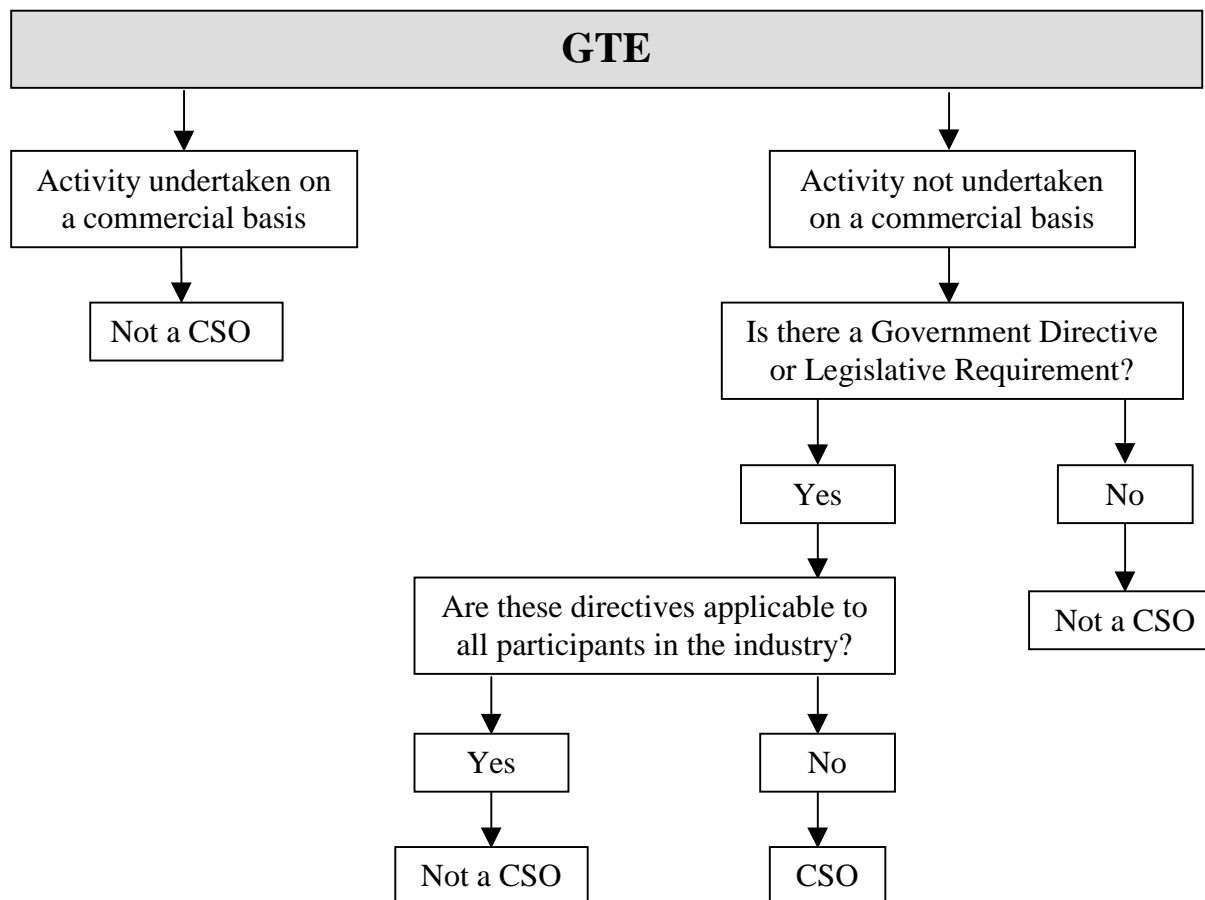 GTE
Activity undertaken on
a commercial basis
Activity not undertaken
on a commercial basis
Not a CSO
Is there a Government Directive
or Legislative Requirement?
Yes
No
Are these directives applicable to
all participants in the industry?
Not a CSO
Yes
No
Not a CSO
CSO